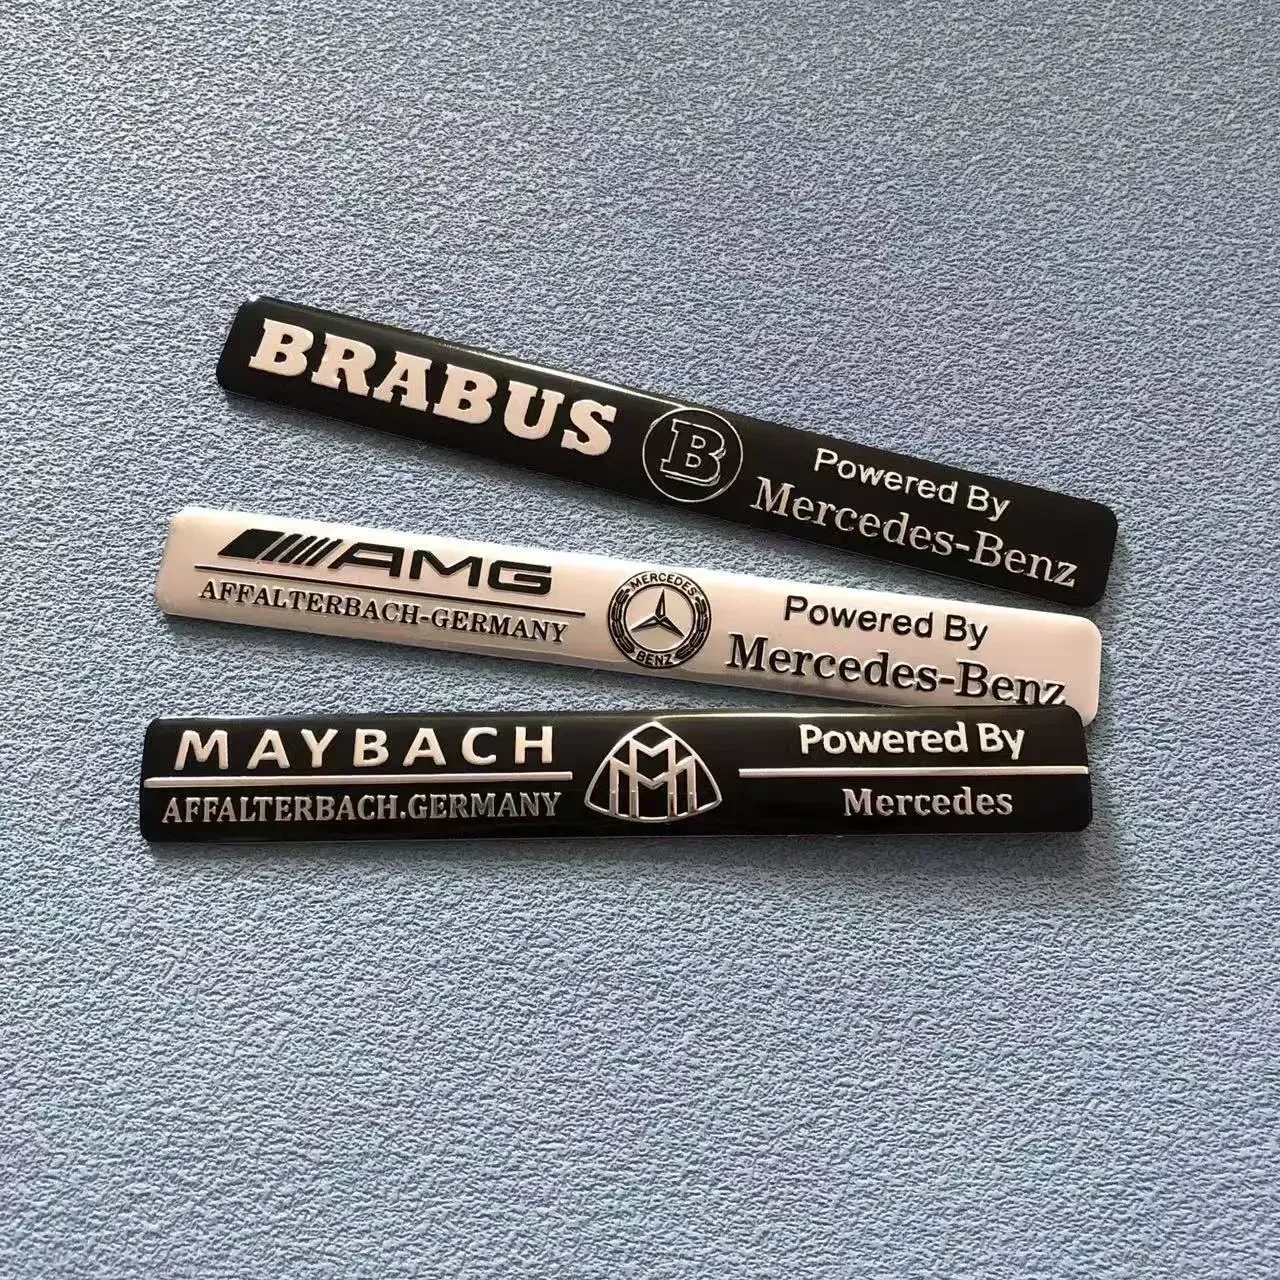 BRABUS
B
Powered By
Mercedes-Benz
AMG
AFFALTERBACH-GERMANY
MERCEDES
BENZ
Powered By
Mercedes-Benz
MAYBACH
AFFALTERBACH.GERMANY
MM
Powered By
Mercedes